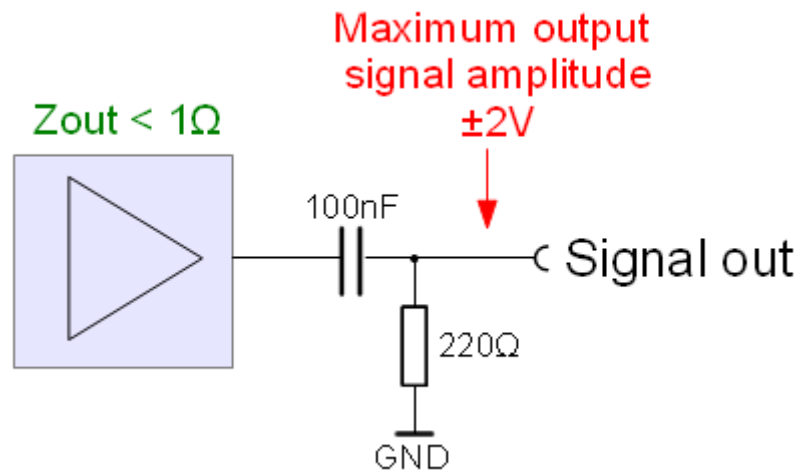 Maximum output
signal amplitude
±2V
Zout < 1Ω
100nF
Signal out
220Ω
GND